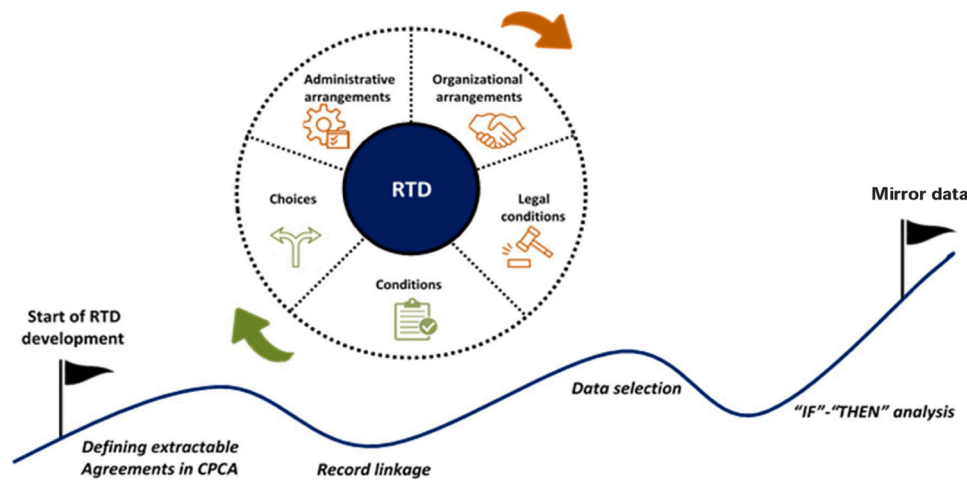 Administrative
arrangements
Organizational
arrangements
RTD
Choices
Legal
conditions
Conditions
Mirror data
Start of RTD
development
Data selection
"IF"-"THEN" analysis
Defining extractable
Agreements in CPCA
Record linkage